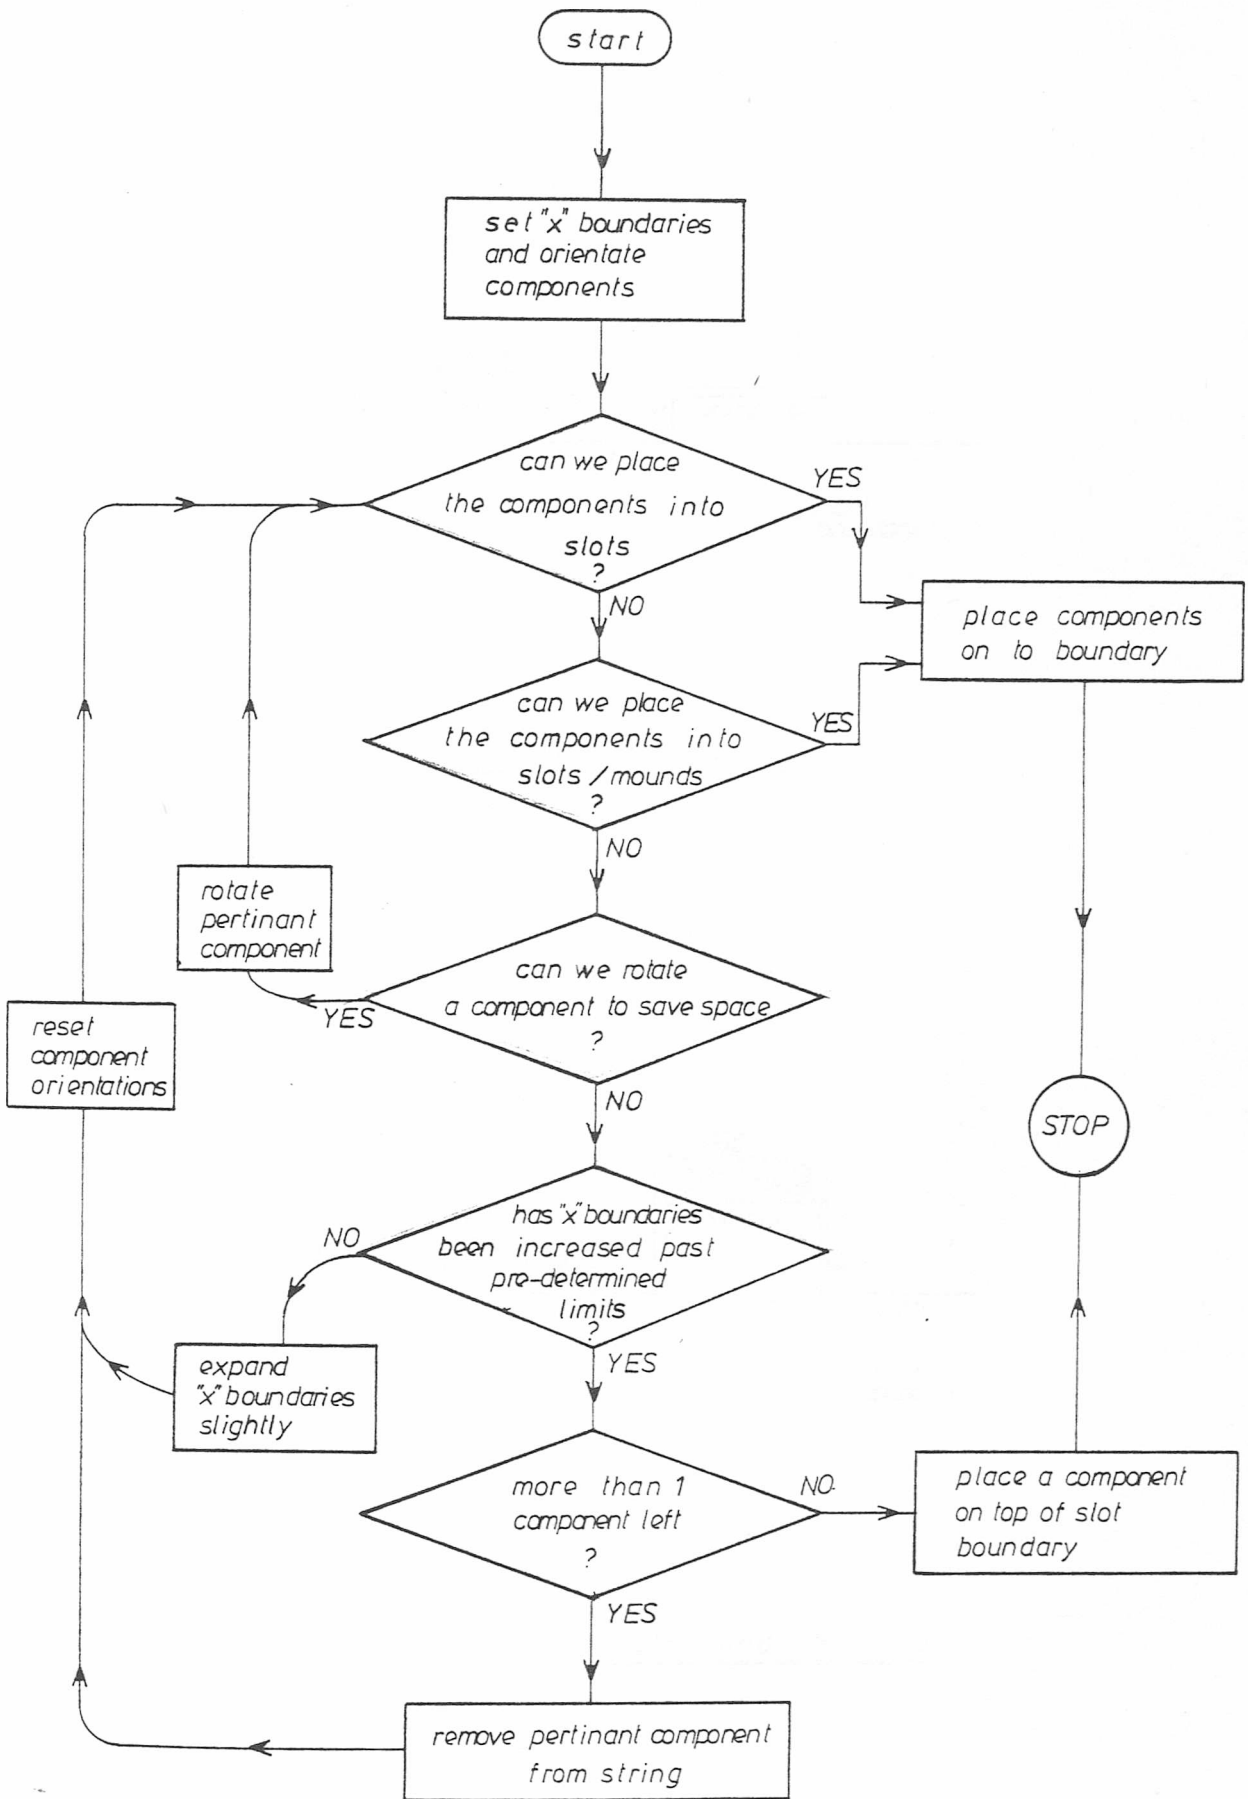 start
set "x" boundaries
and orientate
components
can we place
the components into
slots
?
YES
NO
place components
on to boundary
can we place
the components into
slots/mounds
?
YES
NO
rotate
pertinant
component
can we rotate
a component to save space
?
YES
NO
reset
component
orientations
STOP
has "x" boundaries
been increased past
pre-determined
limits
?
NO
YES
expand
"x" boundaries
slightly
more than 1
component left
?
NO
YES
place a component
on top of slot
boundary
remove pertinant component
from string